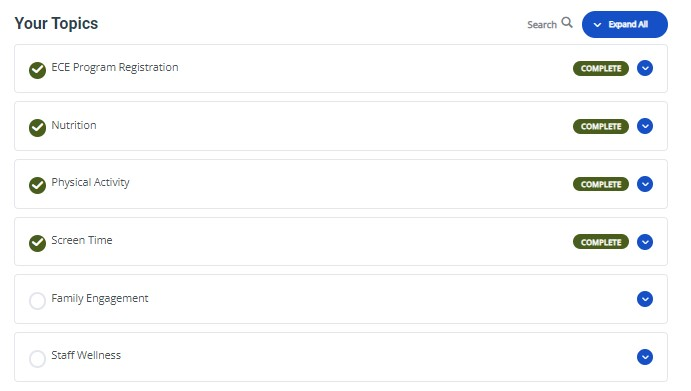 Your Topics
Search
Expand All
ECE Program Registration
COMPLETE
Nutrition
COMPLETE
Physical Activity
COMPLETE
Screen Time
COMPLETE
Family Engagement
Staff Wellness